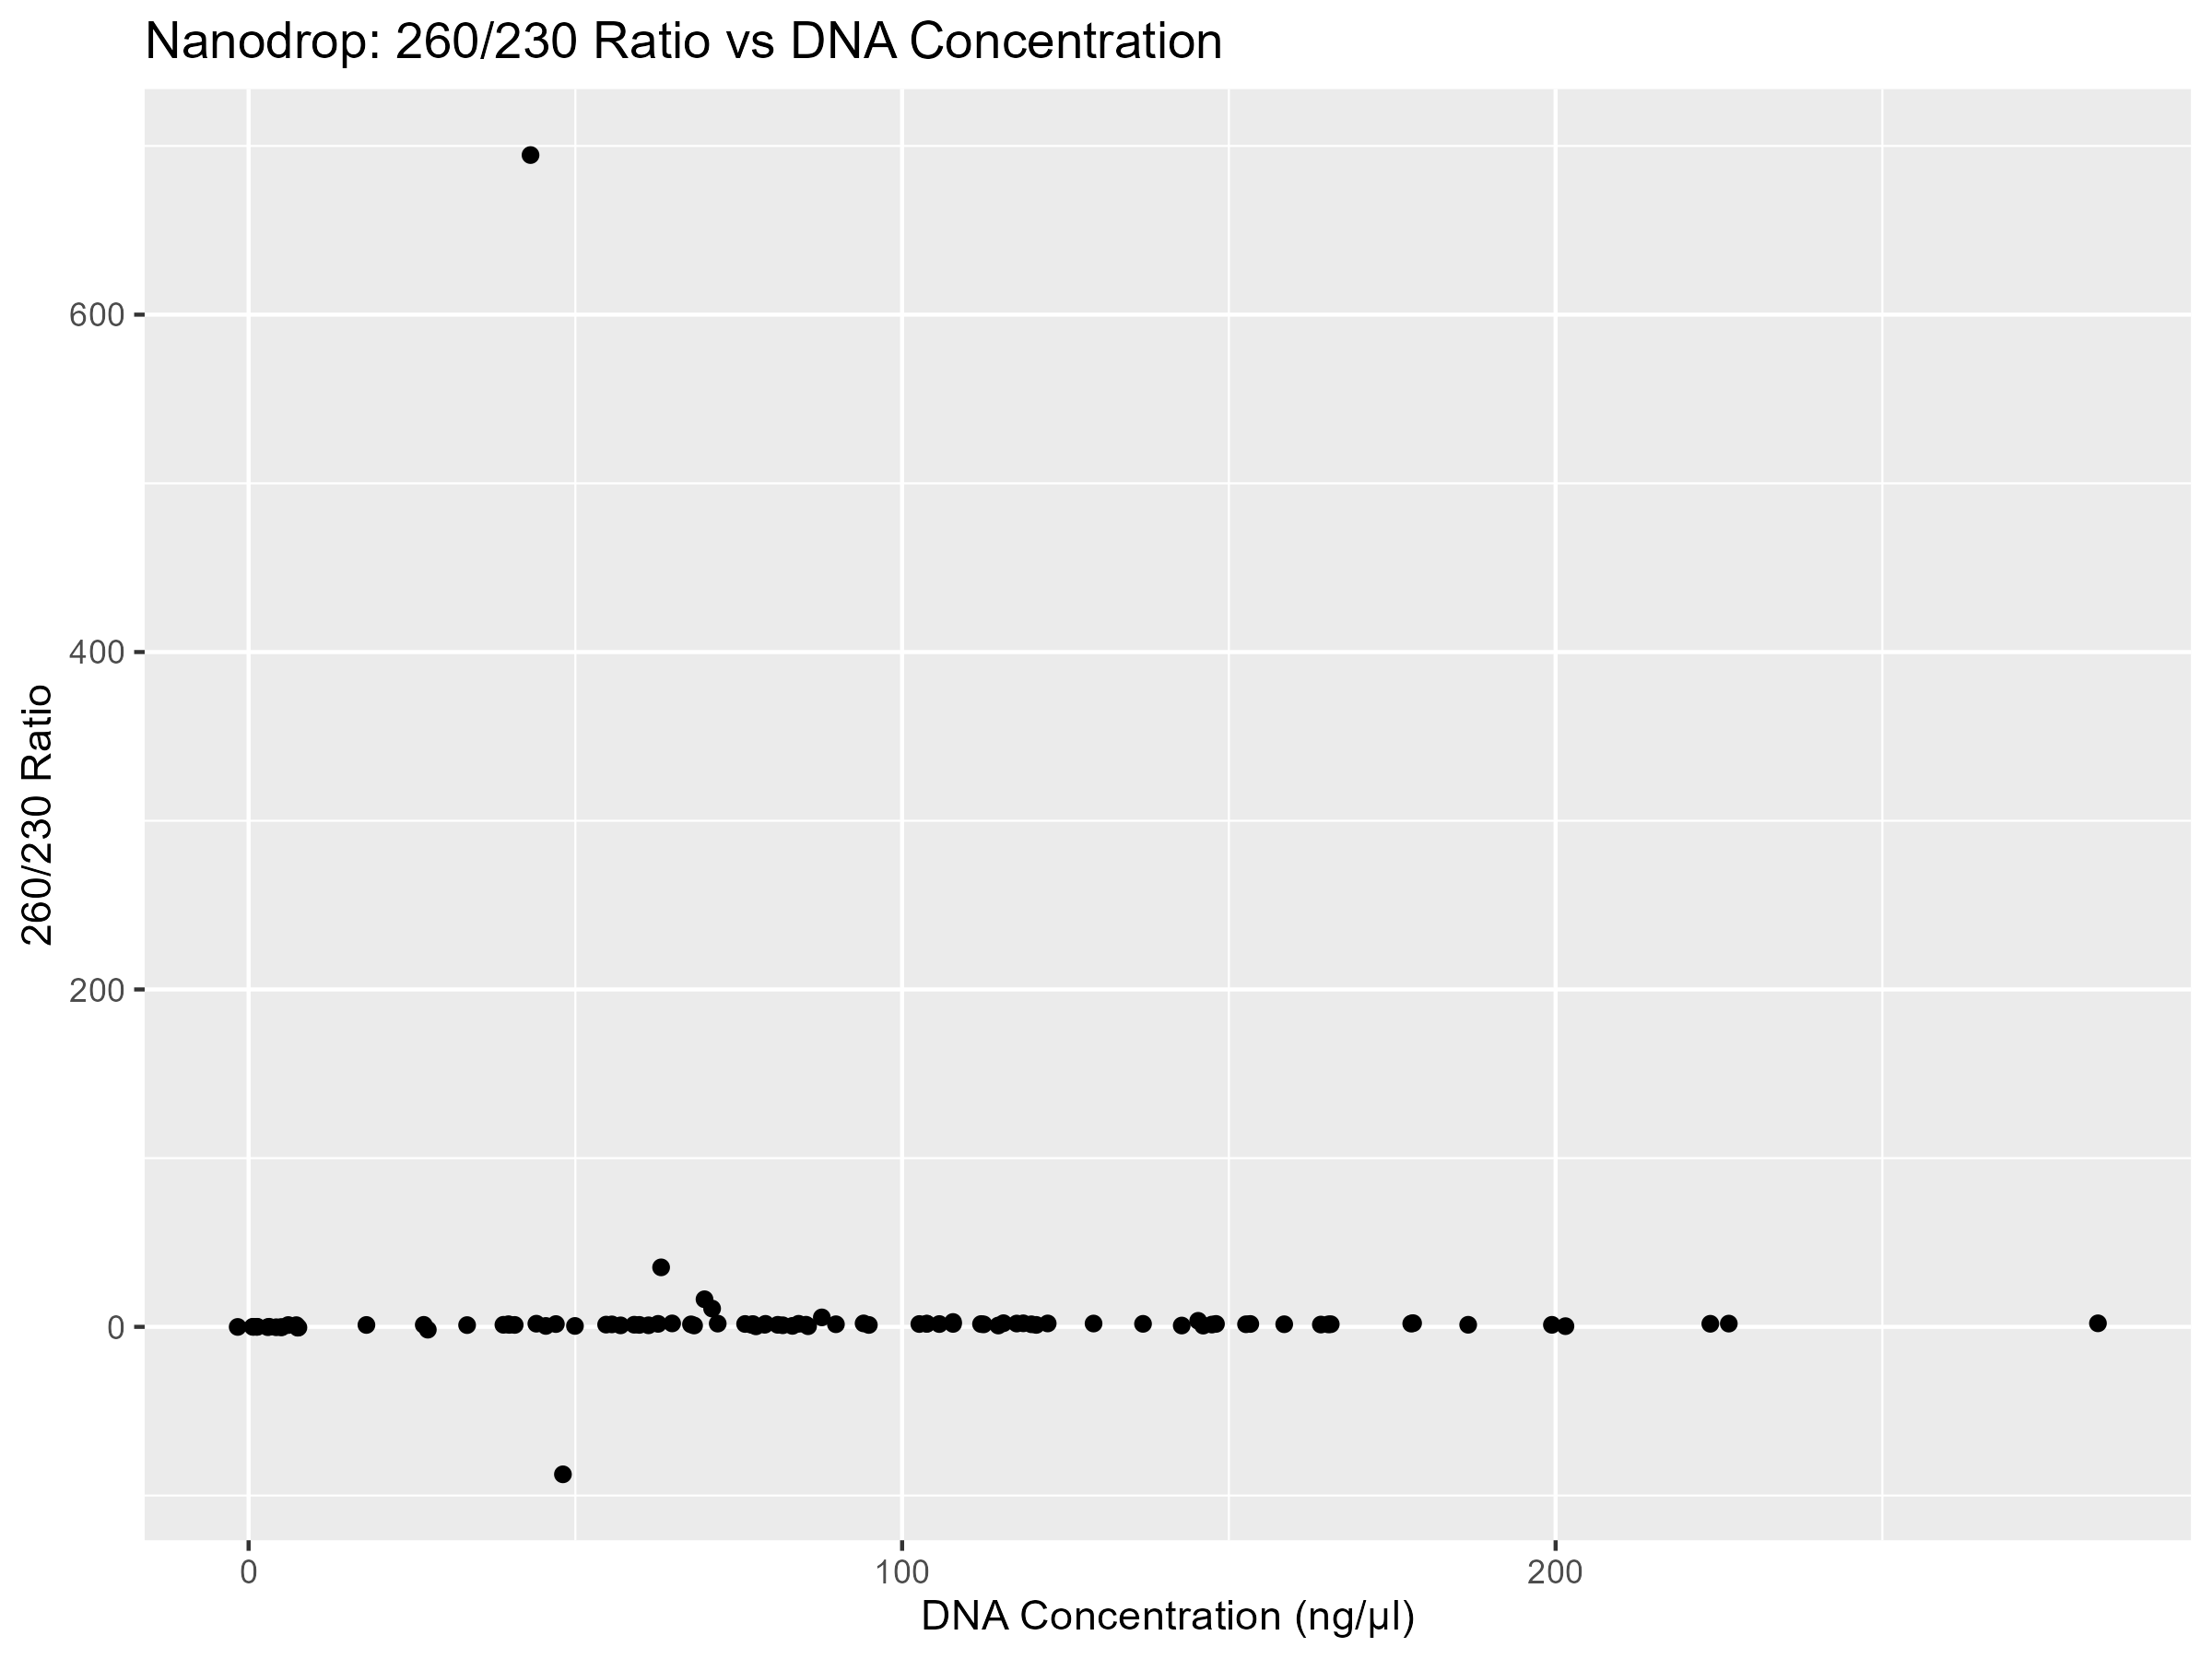 Nanodrop: 260/230 Ratio vs DNA Concentration
260/230 Ratio
600
400
200
0
0 100 200
DNA Concentration (ng/µl)